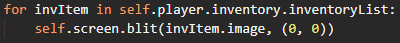 for invItem in self.player.inventory.inventoryList:
    self.screen.blit(invItem.image, (0, 0))